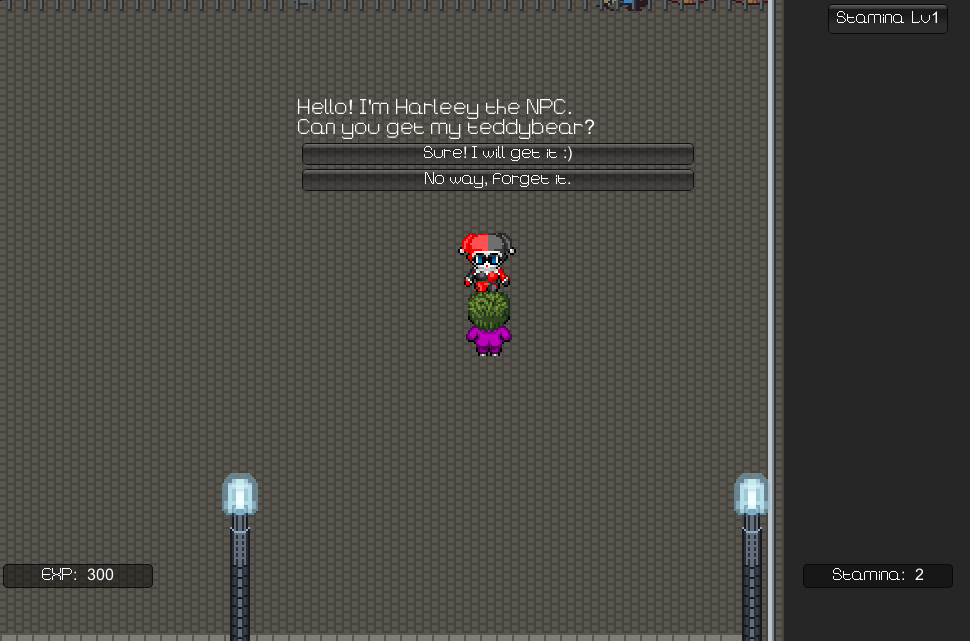 Stamina Lv1
Hello! I'm Harleey the NPC.
Can you get my teddybear?
Sure! I will get it :)
No way, forget it.
EXP: 300
Stamina: 2